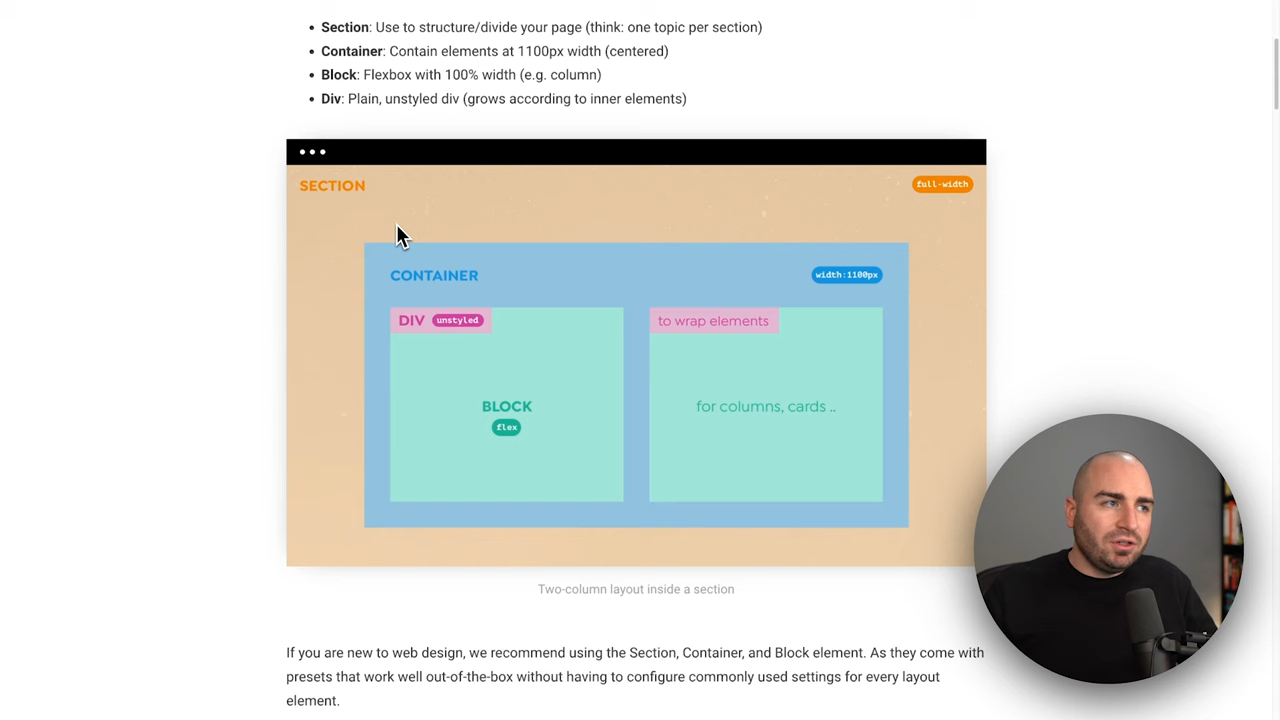 Section: Use to structure/divide your page (think: one topic per section)
Container: Contain elements at 1100px width (centered)
Block: Flexbox with 100% width (e.g. column)
Div: Plain, unstyled div (grows according to inner elements)
SECTION
full-width
CONTAINER
width:1100px
DIV unstyled
to wrap elements
BLOCK
flex
for columns, cards ..
Two-column layout inside a section
If you are new to web design, we recommend using the Section, Container, and Block element. As they come with
presets that work well out-of-the-box without having to configure commonly used settings for every layout
element.